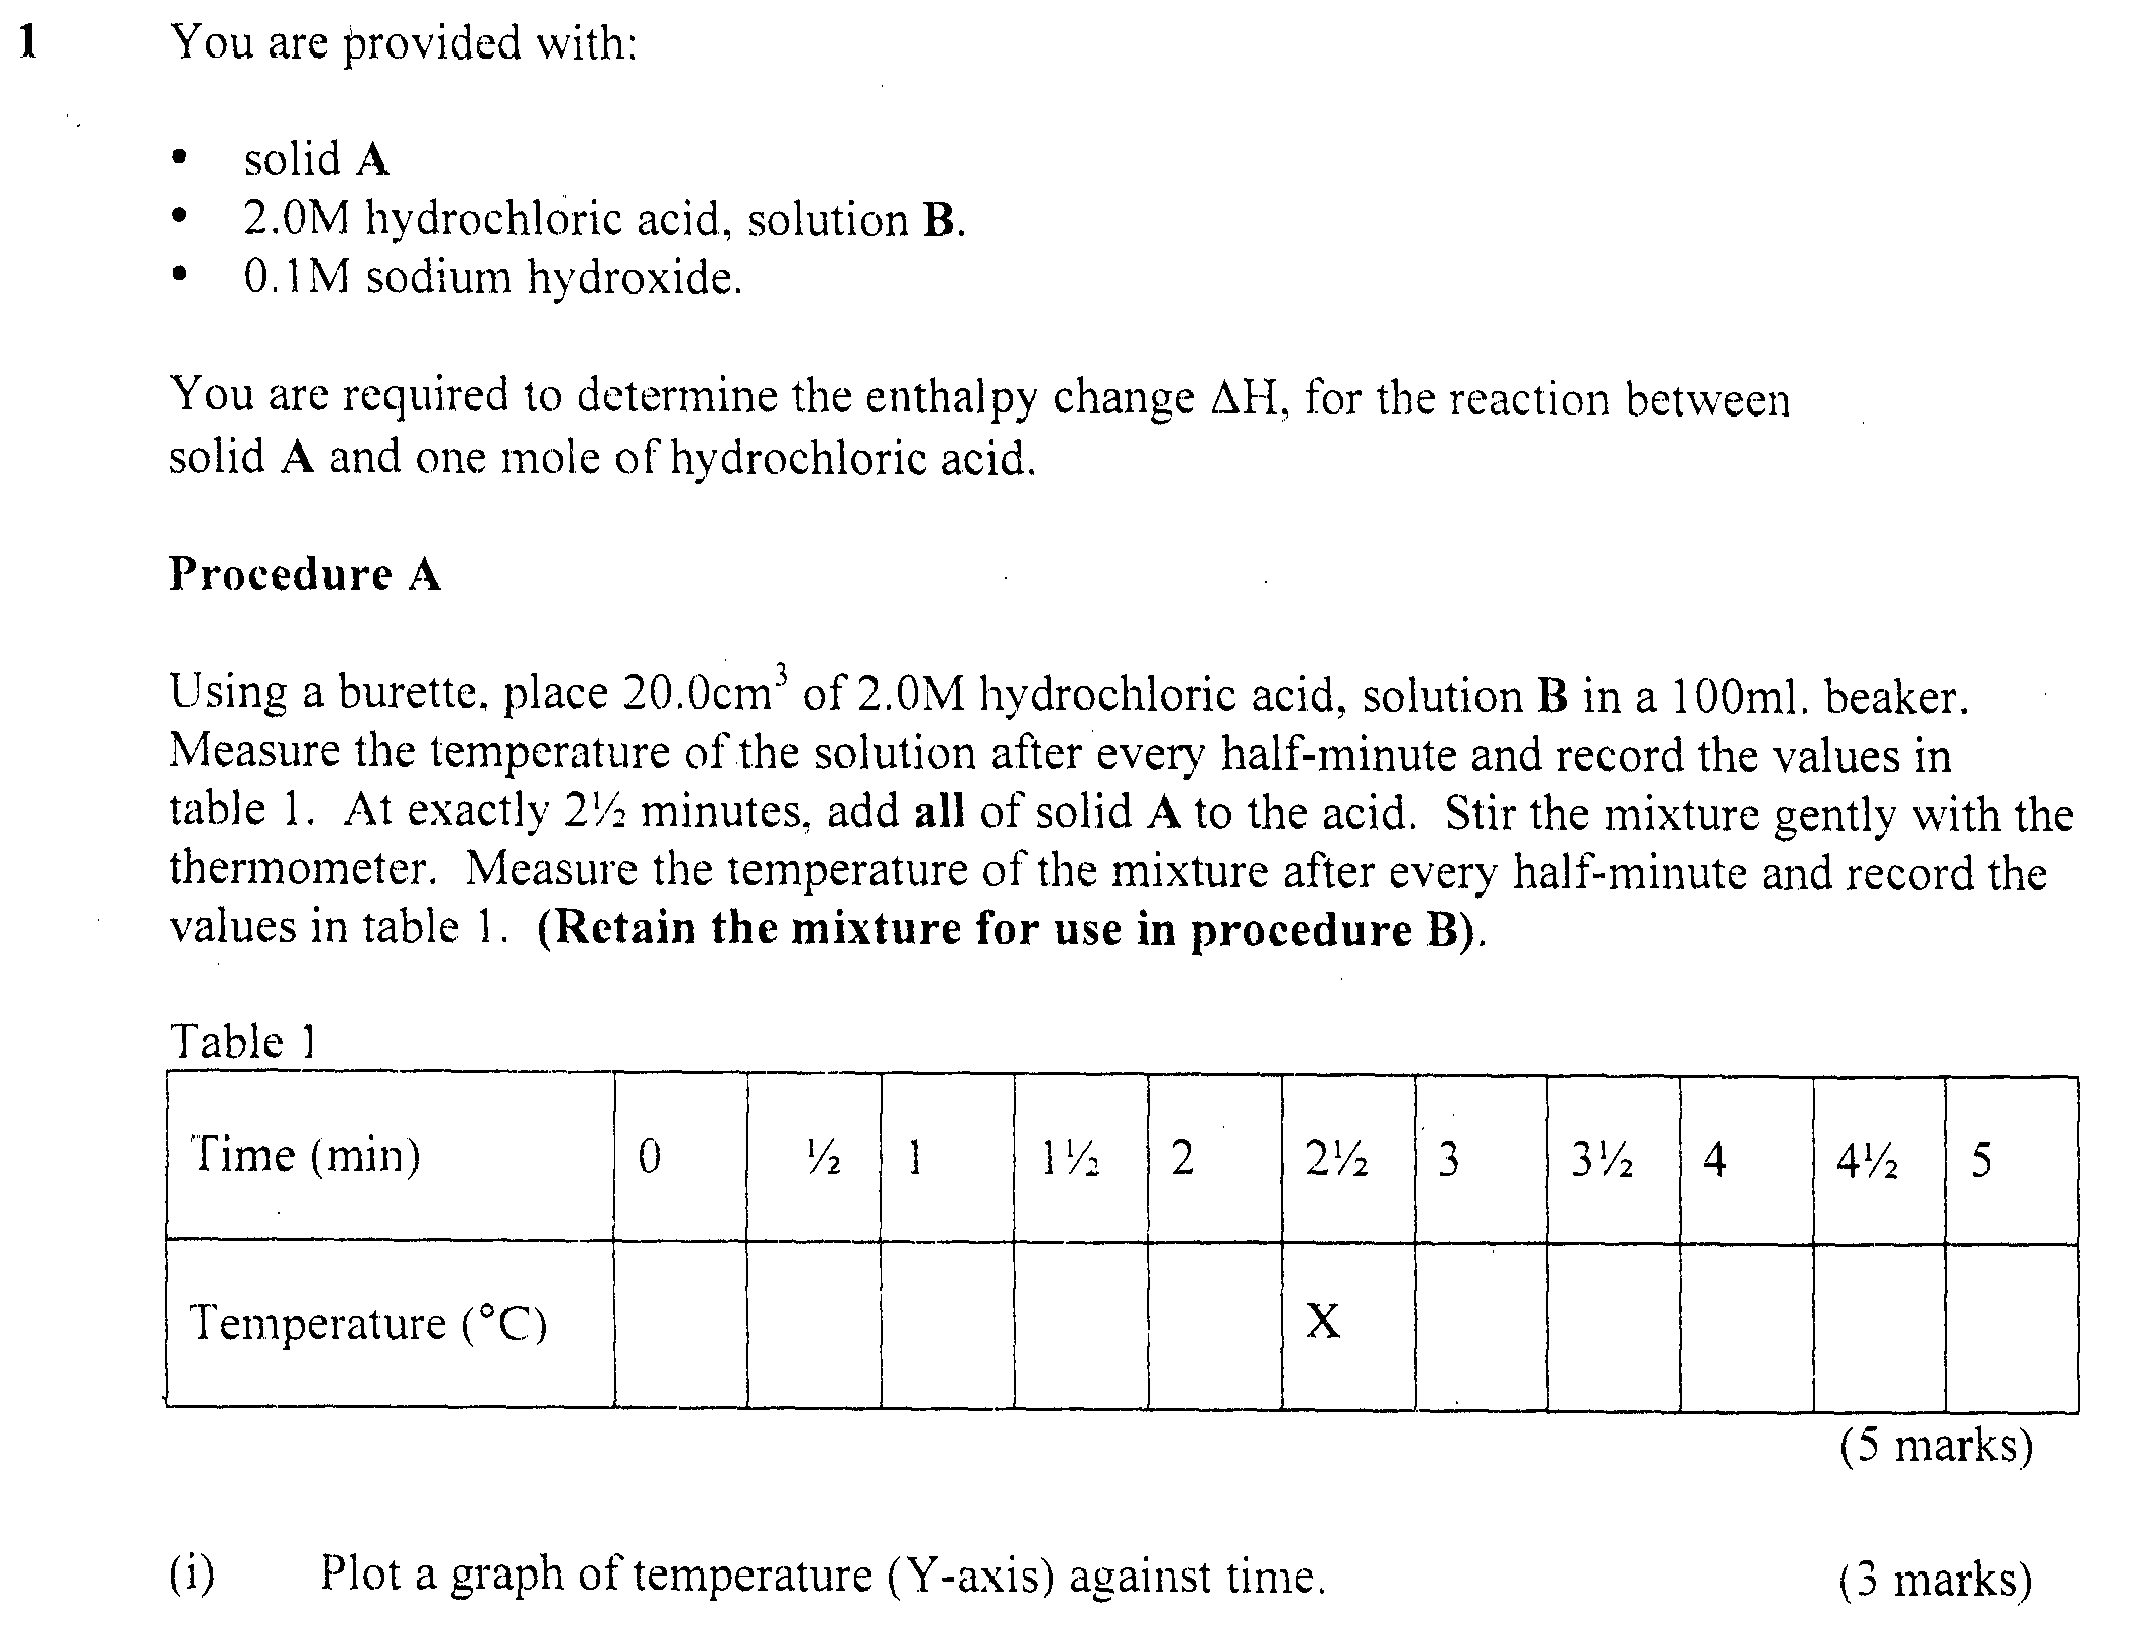 1 You are provided with:
• solid A
• 2.0M hydrochloric acid, solution B.
• 0.1M sodium hydroxide.
You are required to determine the enthalpy change ΔH, for the reaction between
solid A and one mole of hydrochloric acid.
Procedure A
Using a burette, place 20.0cm³ of 2.0M hydrochloric acid, solution B in a 100ml. beaker.
Measure the temperature of the solution after every half-minute and record the values in
table 1. At exactly 2½ minutes, add all of solid A to the acid. Stir the mixture gently with the
thermometer. Measure the temperature of the mixture after every half-minute and record the
values in table 1. (Retain the mixture for use in procedure B).
Table 1
Time (min) 0 ½ 1 1½ 2 2½ 3 3½ 4 4½ 5
Temperature (°C) X
(5 marks)
(i) Plot a graph of temperature (Y-axis) against time. (3 marks)